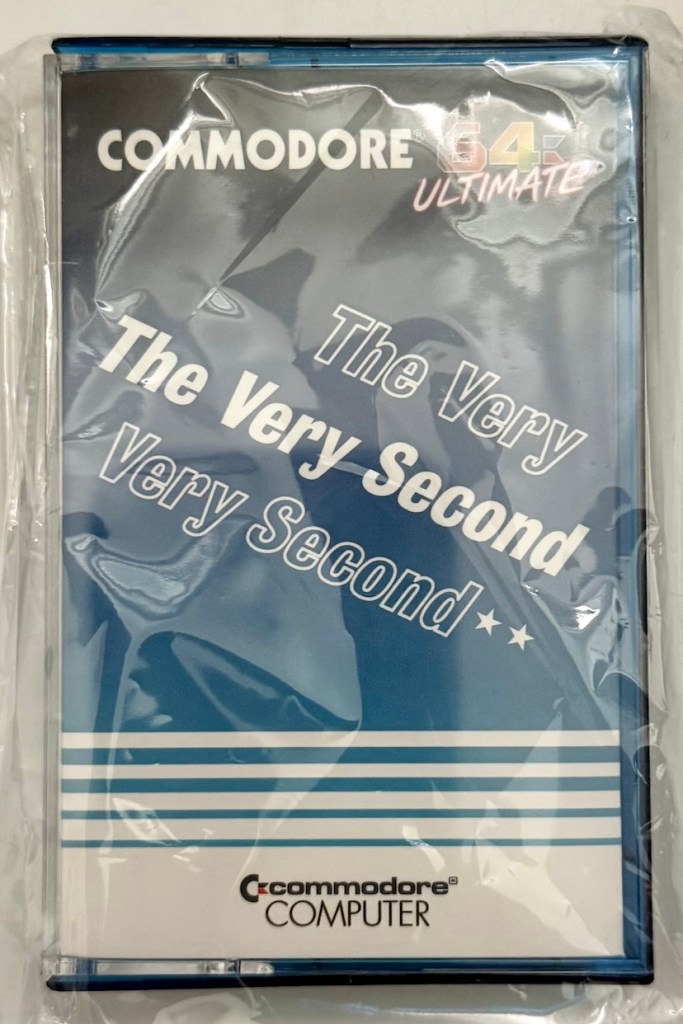 COMMODORE® 64:
ULTIMATE
The Very
The Very Second
Very Second★★
commodore®
COMPUTER